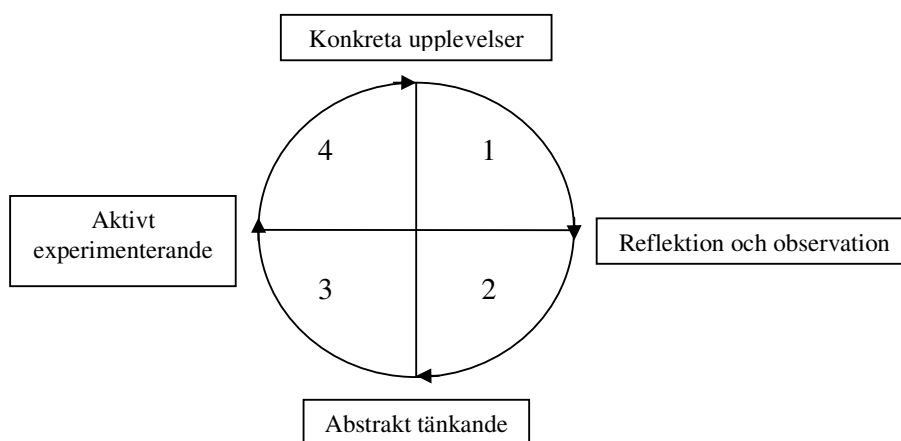 Konkreta upplevelser
4
1
Aktivt
experimenterande
Reflektion och observation
3
2
Abstrakt tänkande